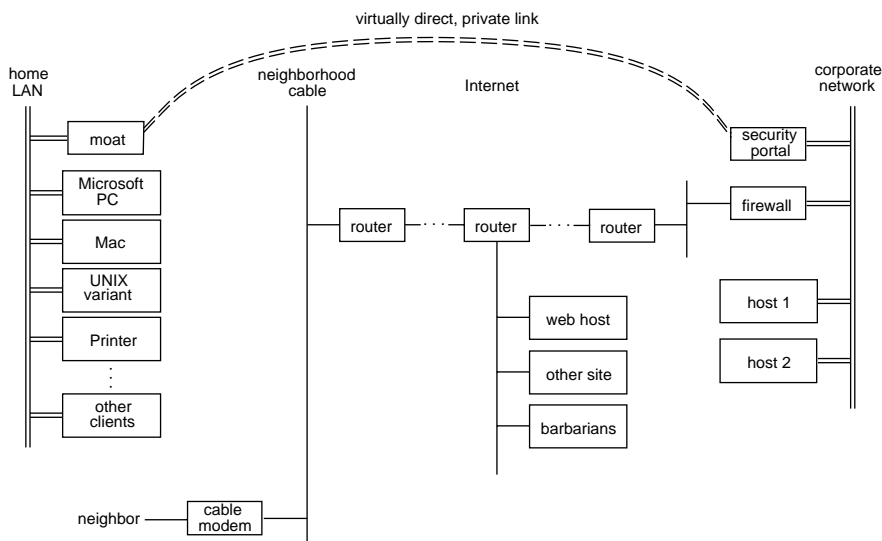 virtually direct, private link
home
LAN
neighborhood
cable
Internet
corporate
network
moat
security
portal
Microsoft
PC
firewall
router
router
router
Mac
UNIX
variant
host 1
web host
Printer
host 2
other site
other
clients
barbarians
neighbor
cable
modem